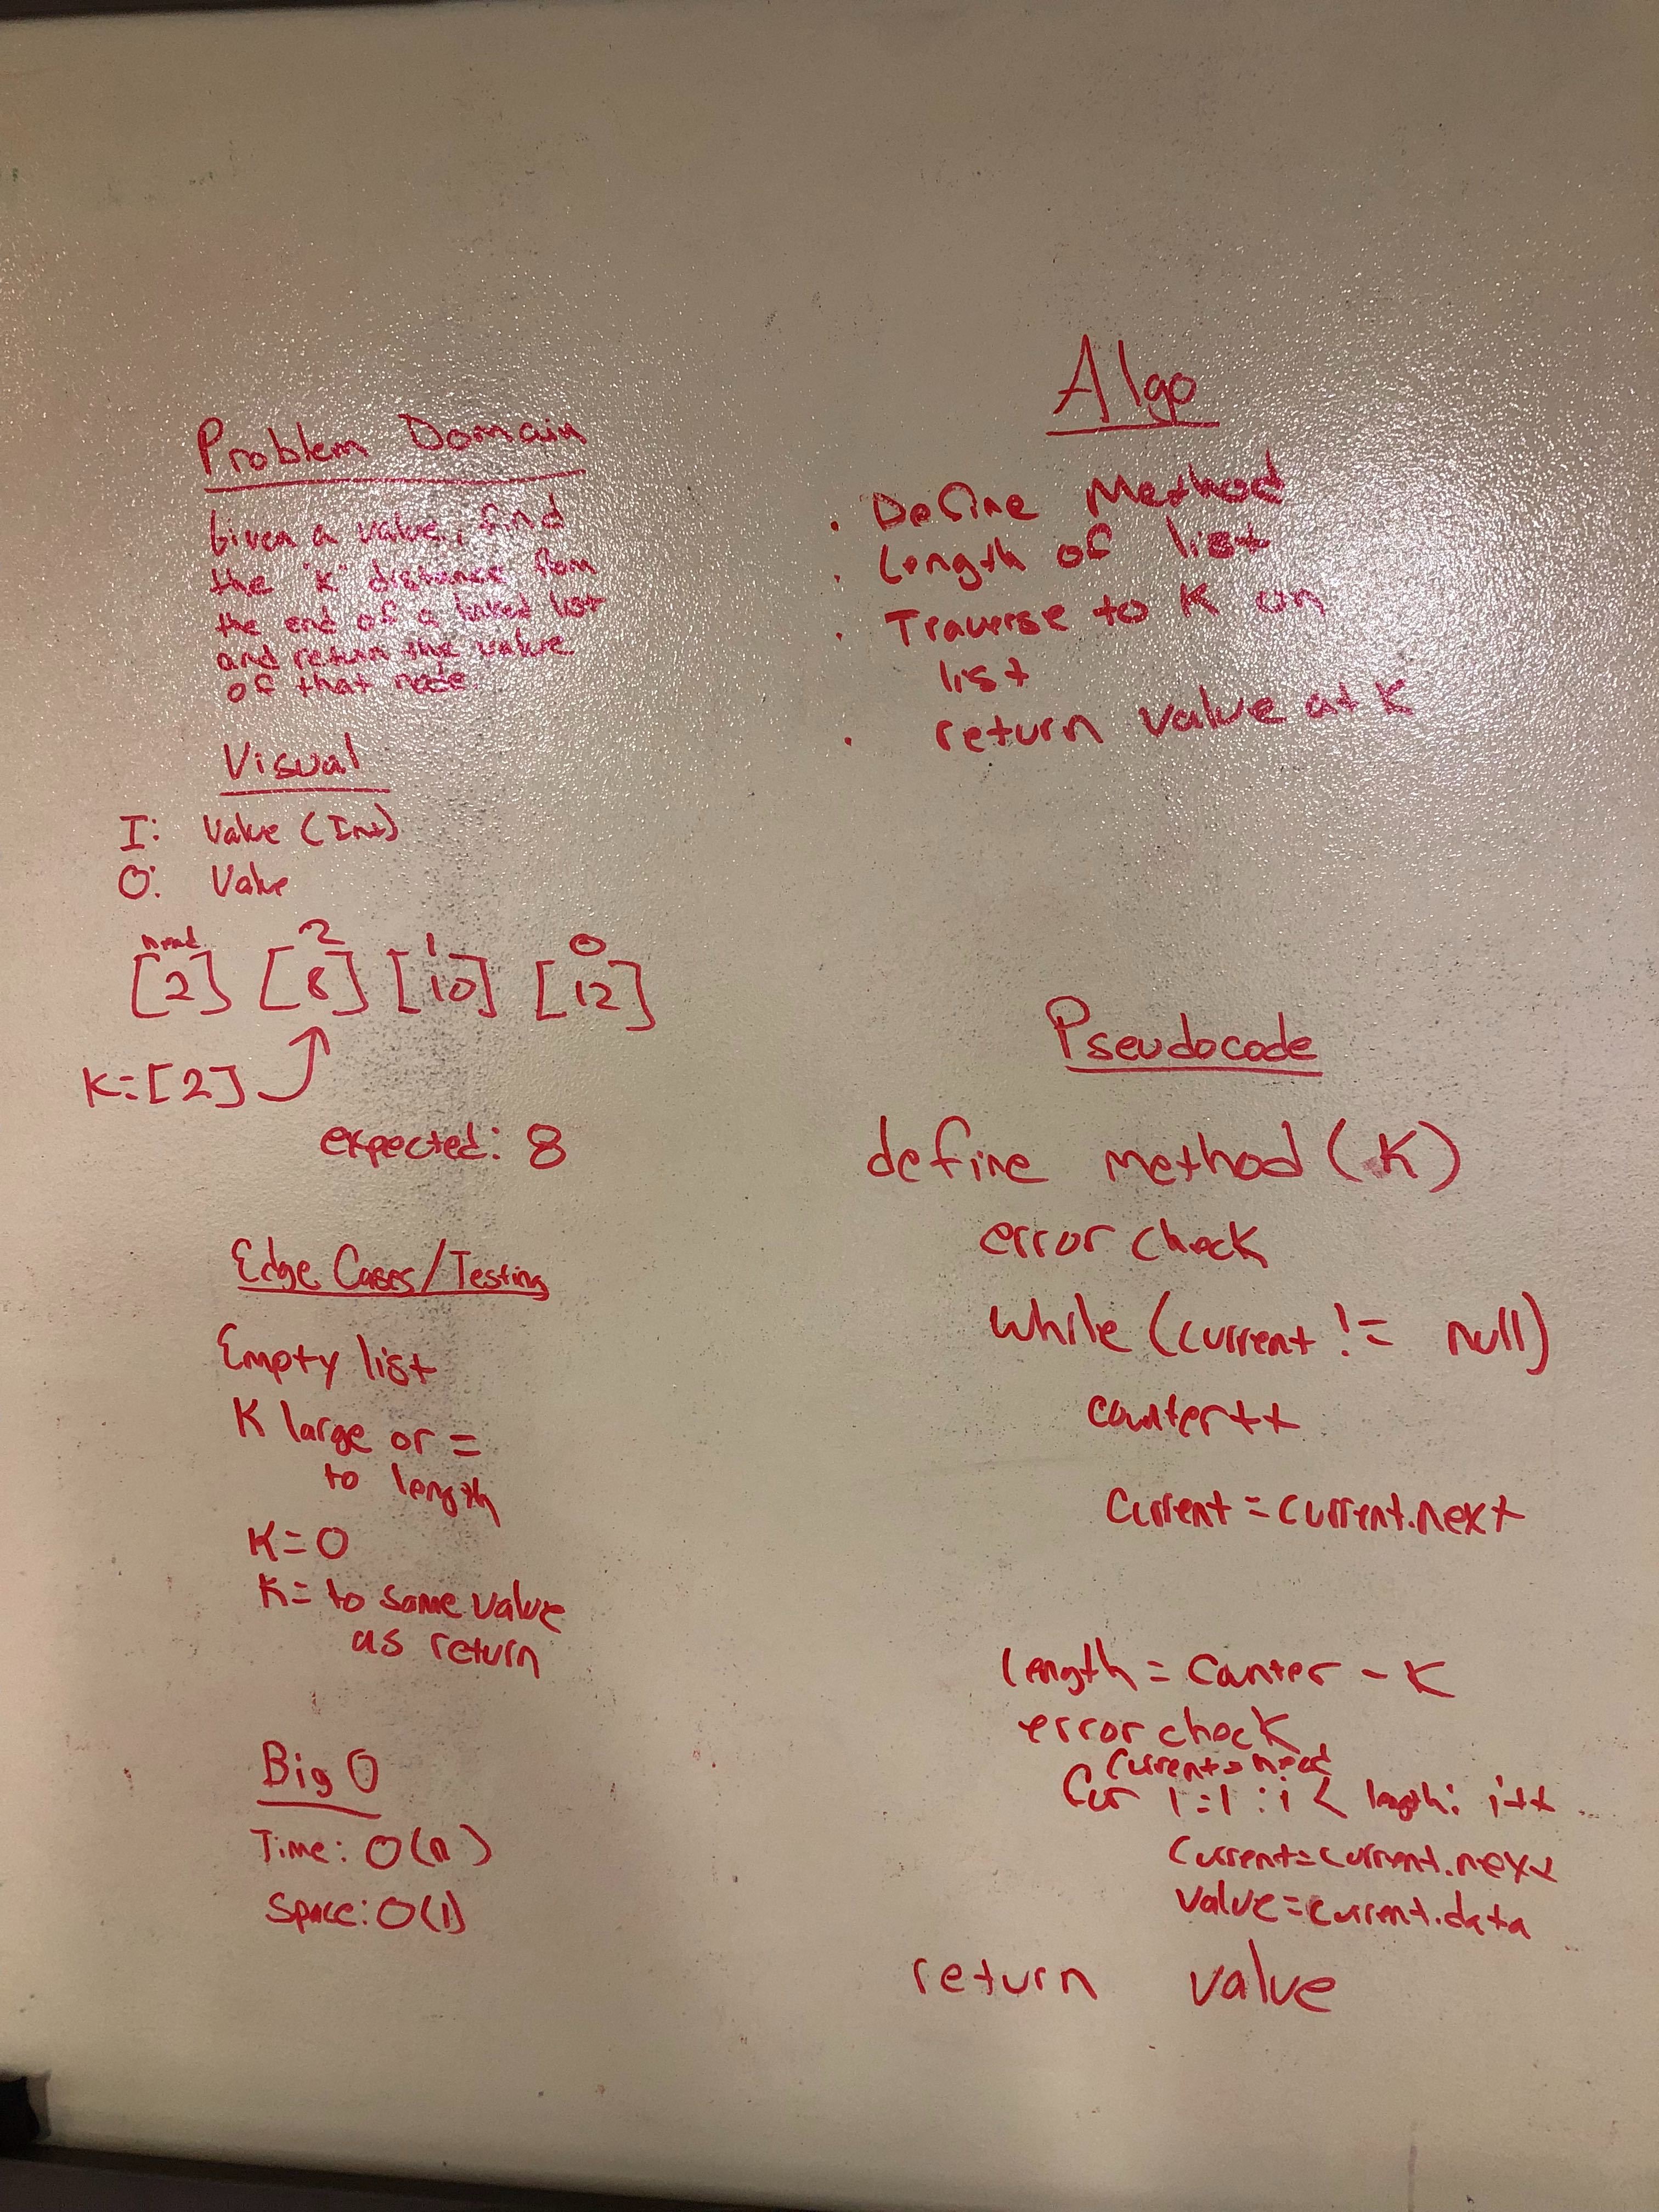 Problem Domain
Given a value, find
the "K" distance from
the end of a linked list
and return the value
of that node
Visual
I: Value (Int)
O: Value
head 2 1 0
[2] [8] [10] [12]
K=[2]
expected: 8
Edge Cases/Testing
Empty list
K large or =
to length
K=0
K= to same value
as return
Big O
Time: O(n)
Space: O(1)
Algo
· Define Method
· Length of list
· Traverse to K on
list
· return value at K
Pseudocode
define method (K)
error check
while (current != null)
counter++
current = current.next
length = counter - K
error check
current = head
for i=1 : i < length; i++
current=current.next
value=current.data
return value